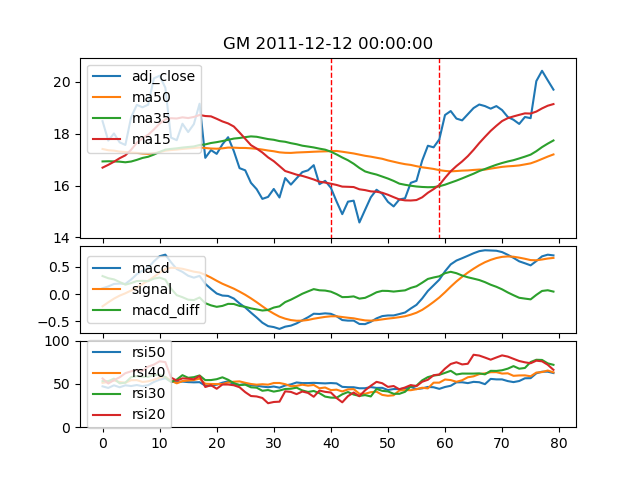 GM 2011-12-12 00:00:00
20
18
16
14
adj_close
ma50
ma35
ma15
0.5
0.0
−0.5
macd
signal
macd_diff
100
50
0
rsi50
rsi40
rsi30
rsi20
0 10 20 30 40 50 60 70 80